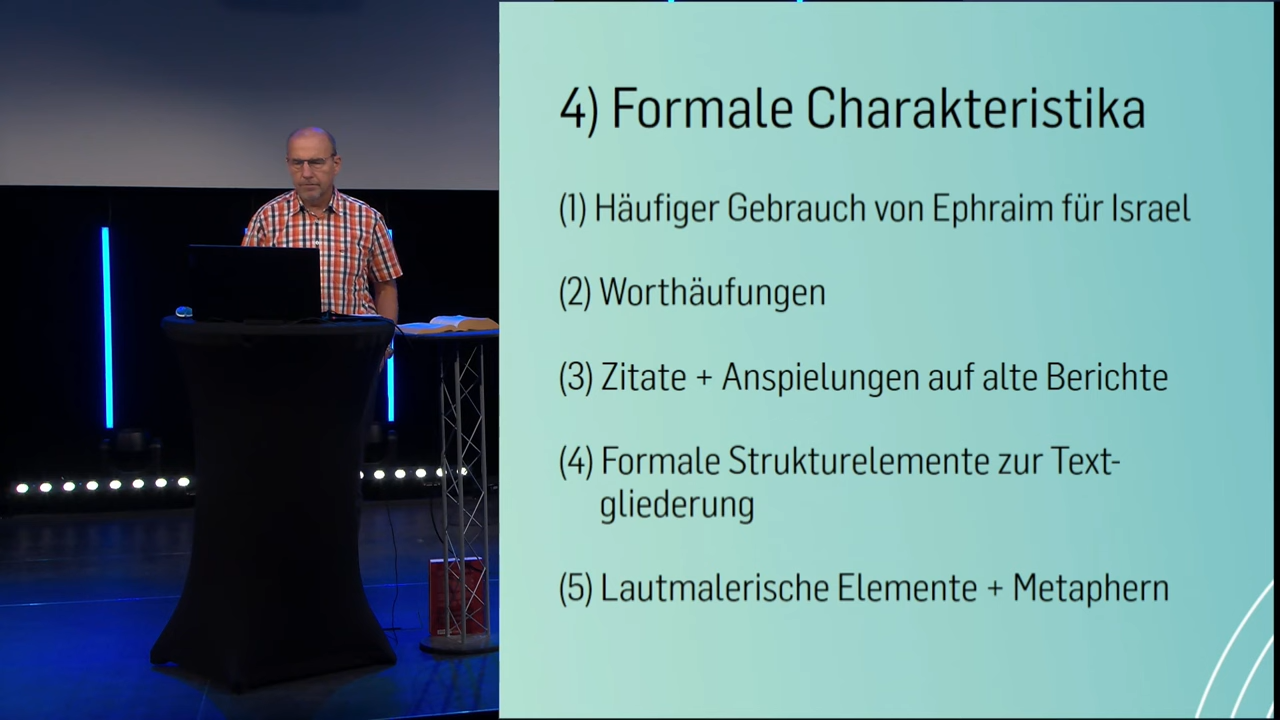 4) Formale Charakteristika
(1) Häufiger Gebrauch von Ephraim für Israel
(2) Worthäufungen
(3) Zitate + Anspielungen auf alte Berichte
(4) Formale Strukturelemente zur Text-
gliederung
(5) Lautmalerische Elemente + Metaphern